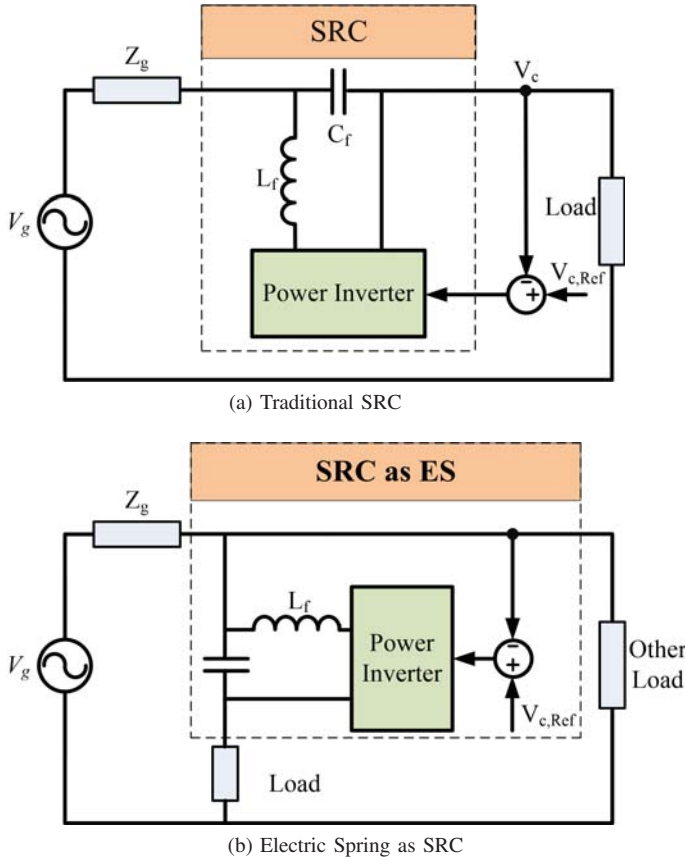 SRC
Z_g
V_c
C_f
L_f
V_g
Load
Power Inverter
V_c,Ref
(a) Traditional SRC
SRC as ES
Z_g
L_f
V_g
Power
Inverter
Other
Load
V_c,Ref
Load
(b) Electric Spring as SRC